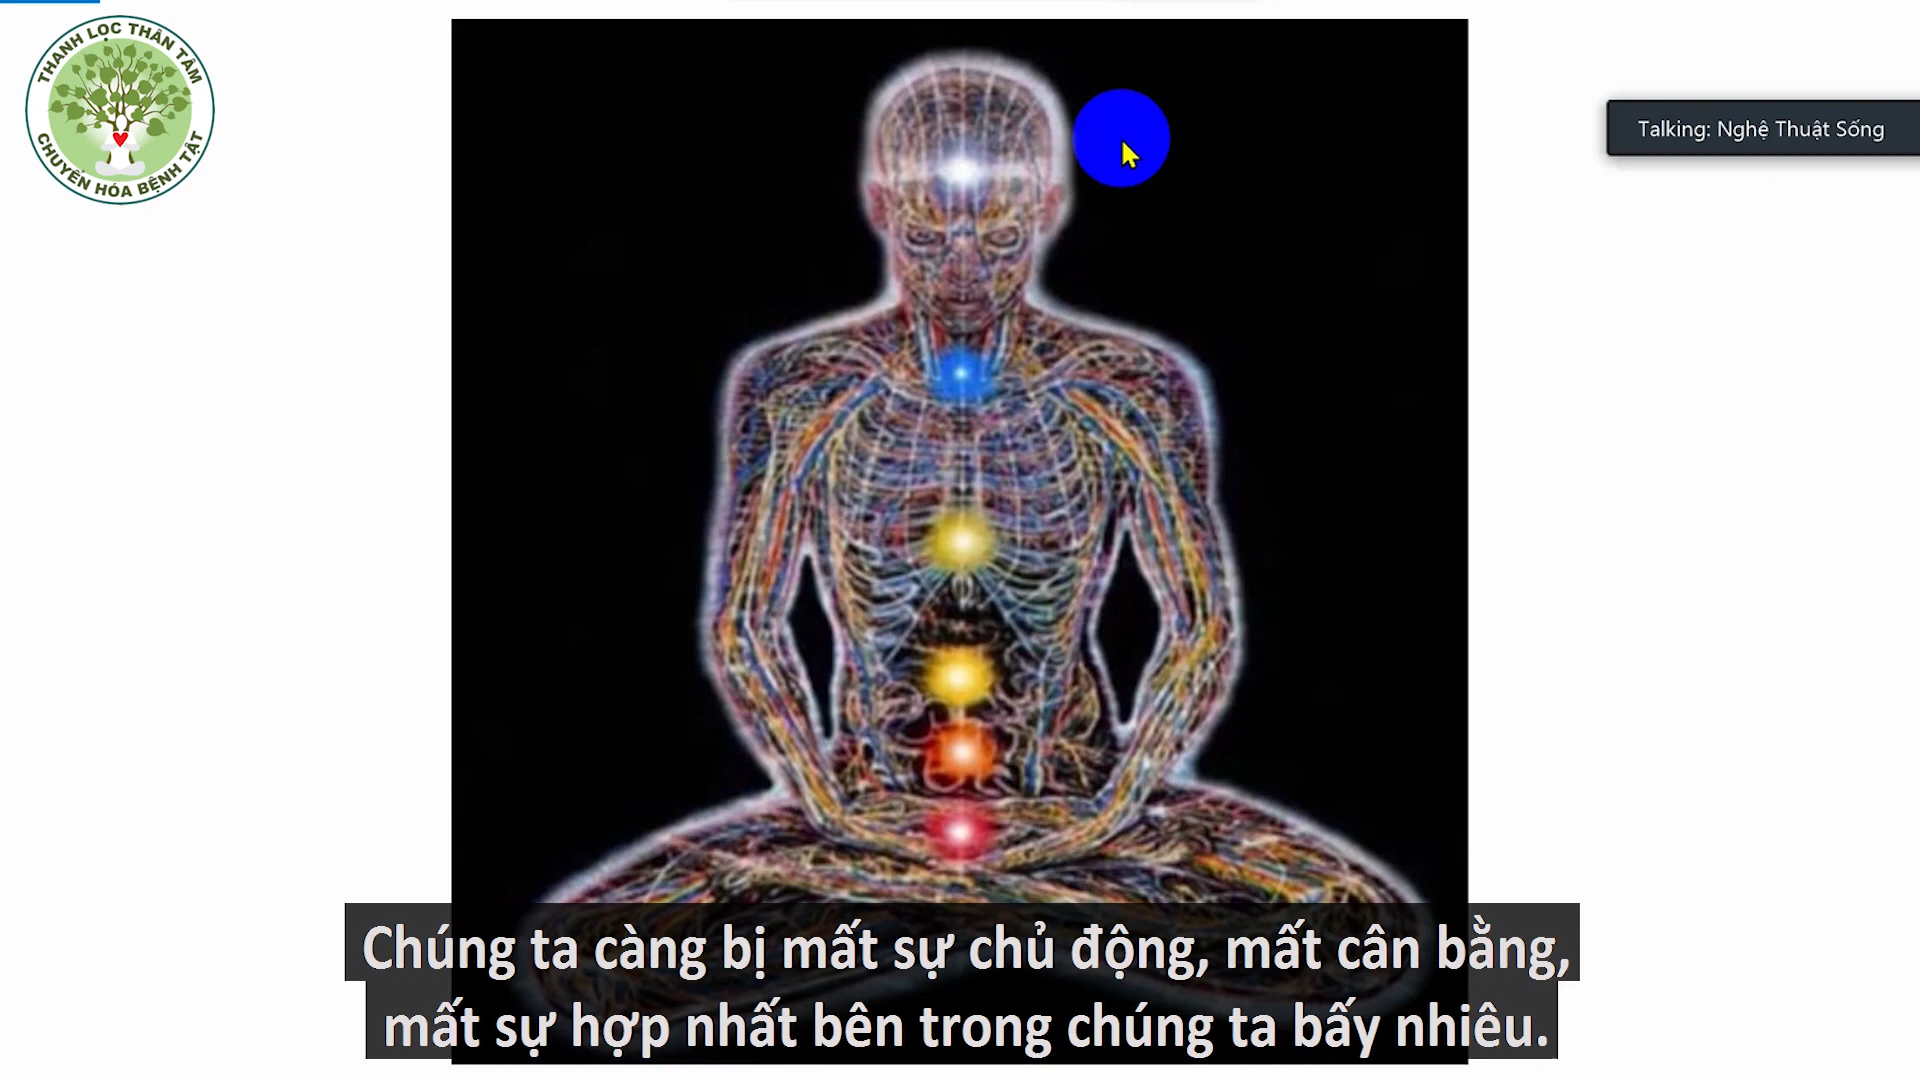 THANH LỌC THÂN TÂM
CHUYỂN HÓA BỆNH TẬT
Talking: Nghệ Thuật Sống
Chúng ta càng bị mất sự chủ động, mất cân bằng,
mất sự hợp nhất bên trong chúng ta bấy nhiêu.